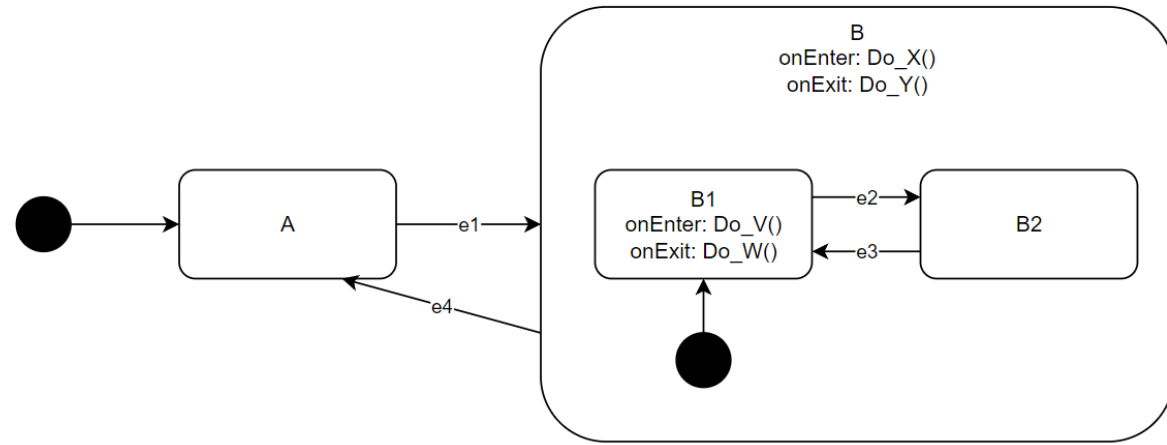 B
onEnter: Do_X()
onExit: Do_Y()
A
e1
B1
onEnter: Do_V()
onExit: Do_W()
e2
e3
B2
e4